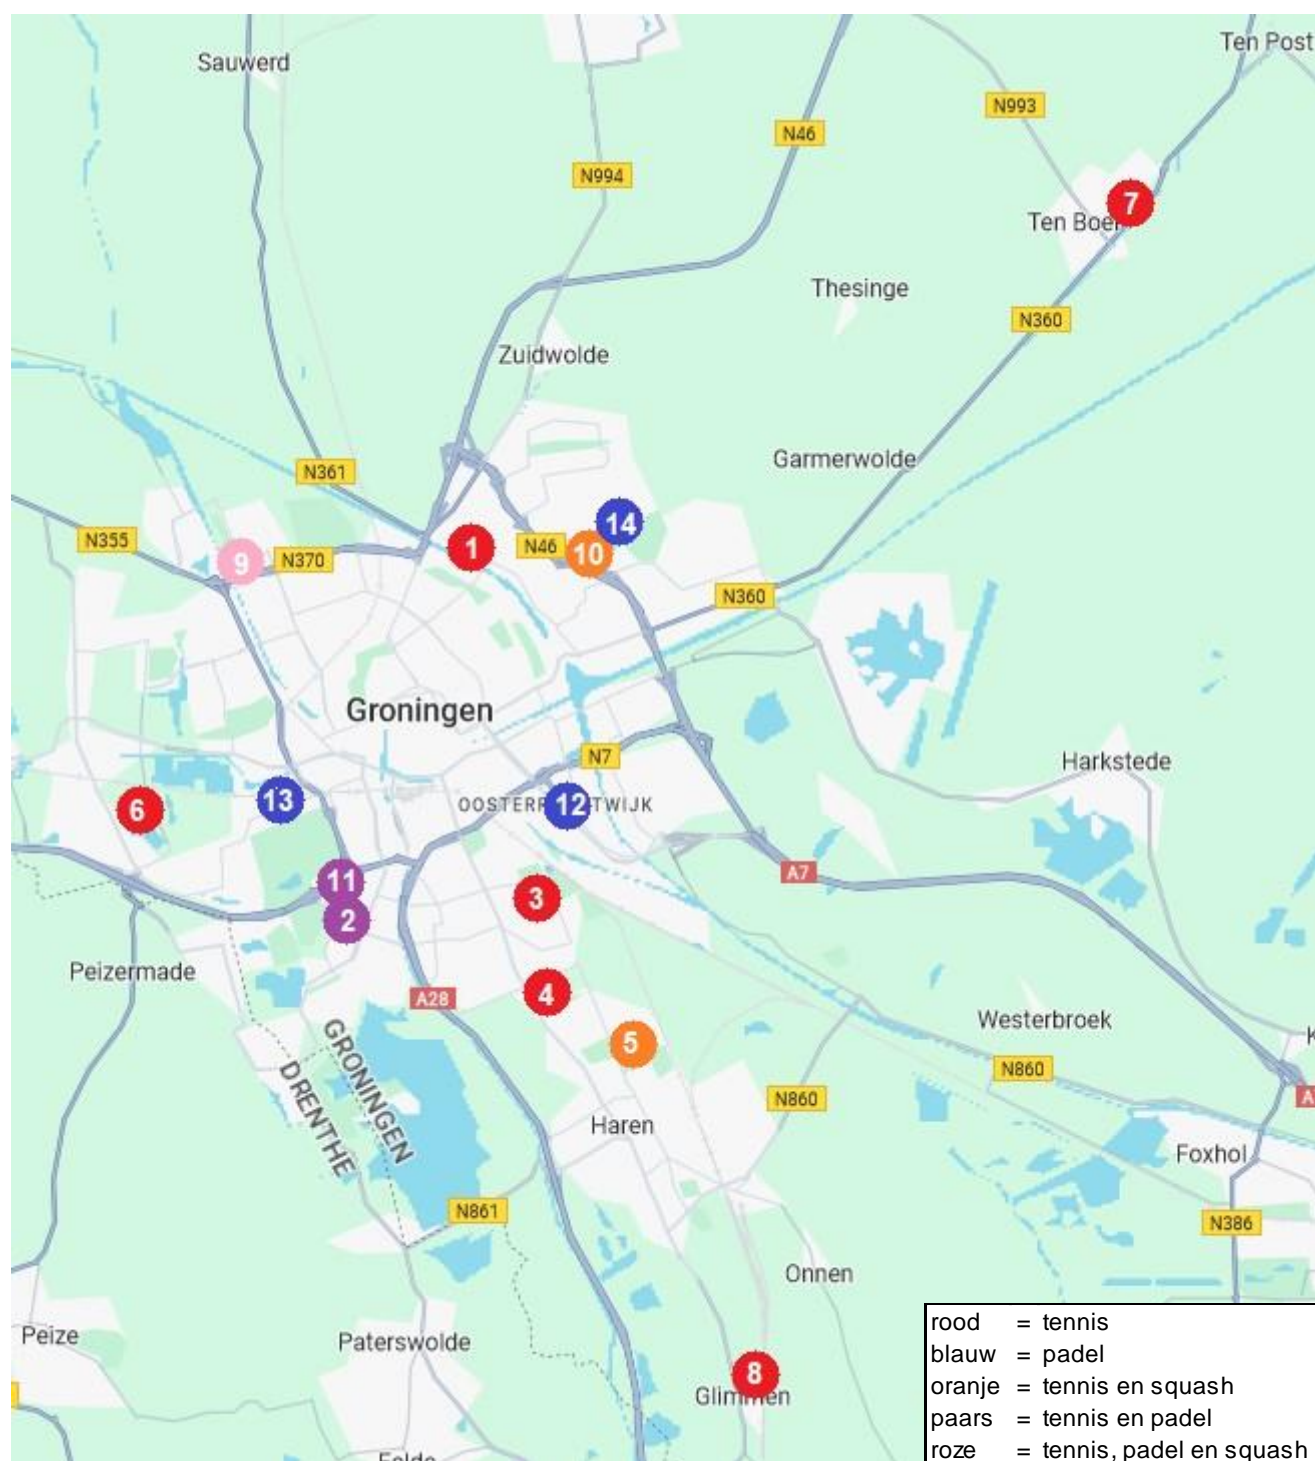 Sauwerd
Ten Post
N993
N46
N994
7
Ten Boer
Thesinge
N360
Zuidwolde
Garmerwolde
N361
14
N355
1
N46
10
9
N370
N360
Groningen
N7
Harkstede
13
6
12
A7
11
3
2
Peizermade
4
A28
Westerbroek
5
GRONINGEN
DRENTHE
N860
N860
Haren
Foxhol
N861
N386
Onnen
Peize
Paterswolde
8
Glimmen
rood = tennis
blauw = padel
oranje = tennis en squash
paars = tennis en padel
roze = tennis, padel en squash